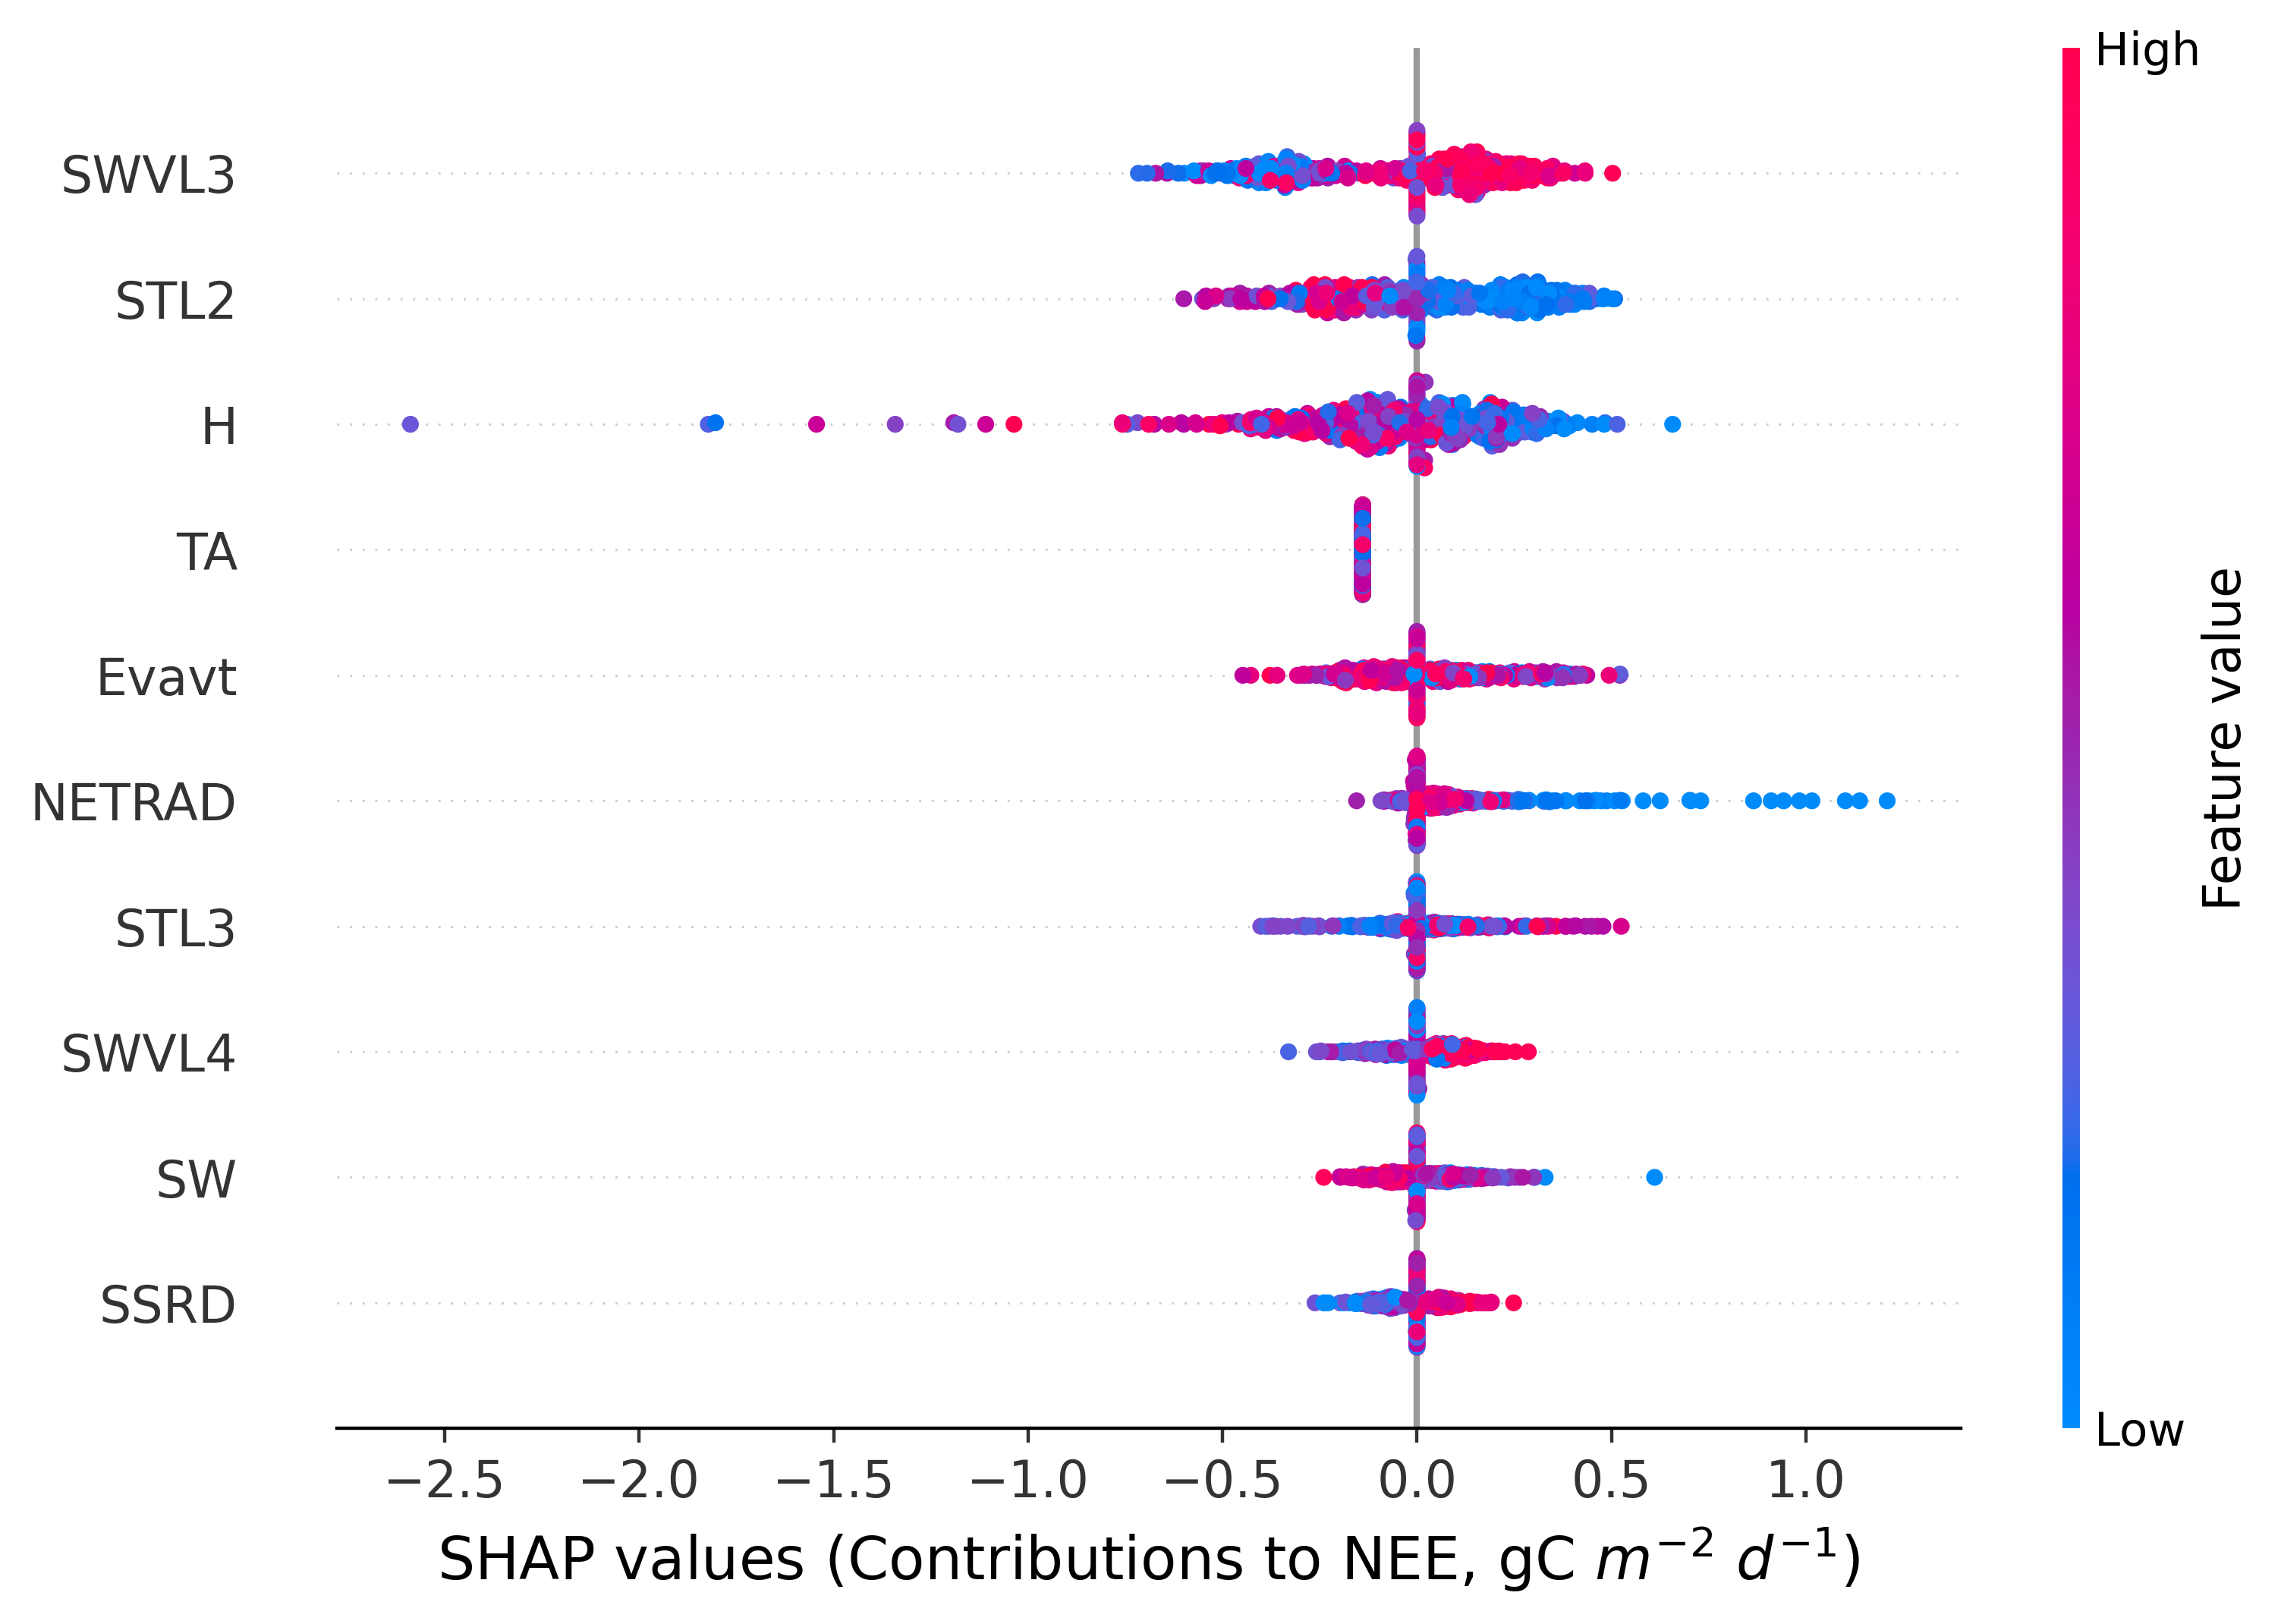 High
SWVL3
STL2
H
TA
Evavt
NETRAD
STL3
SWVL4
SW
SSRD
Feature value
Low
−2.5 −2.0 −1.5 −1.0 −0.5 0.0 0.5 1.0
SHAP values (Contributions to NEE, gC m⁻² d⁻¹)